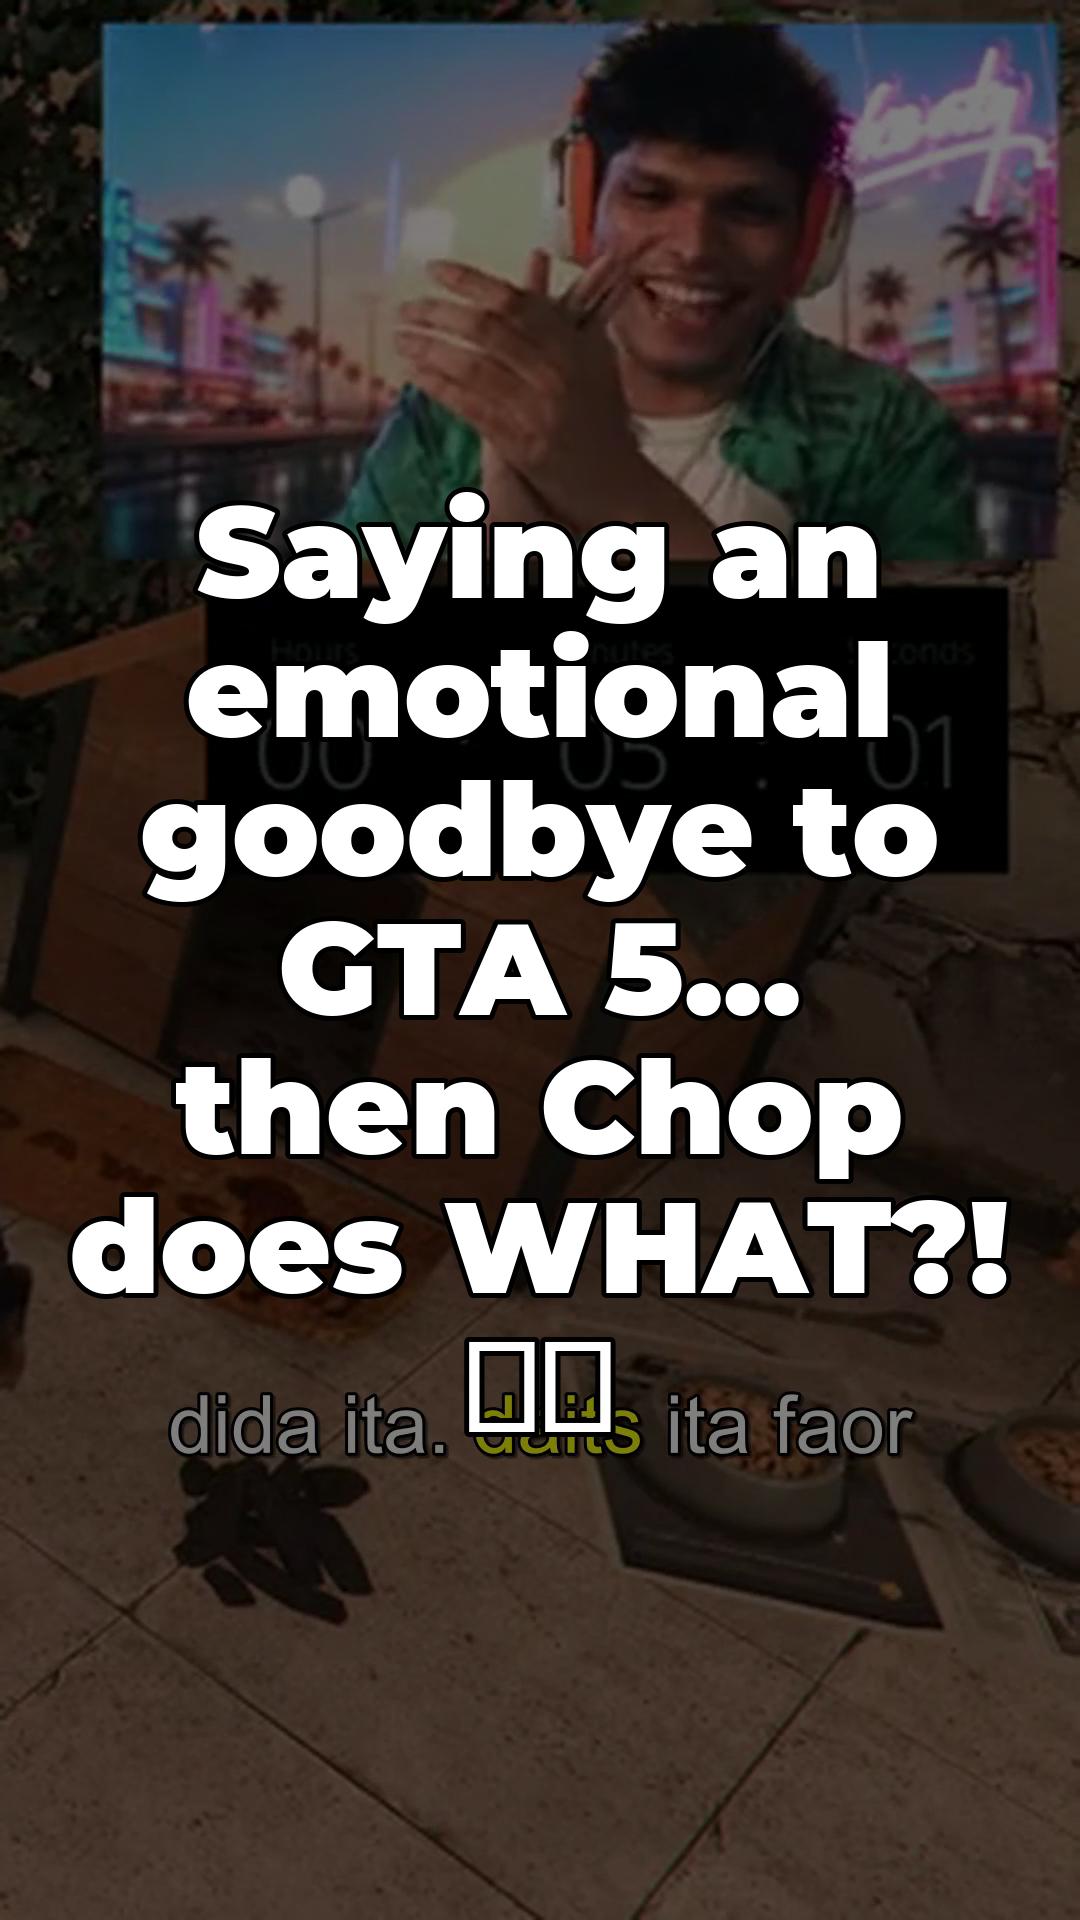 Hours
Saying an
emotional
goodbye to
GTA 5...
then Chop
does WHAT?!
00 : 05 : 01
dida ita. daits ita faor